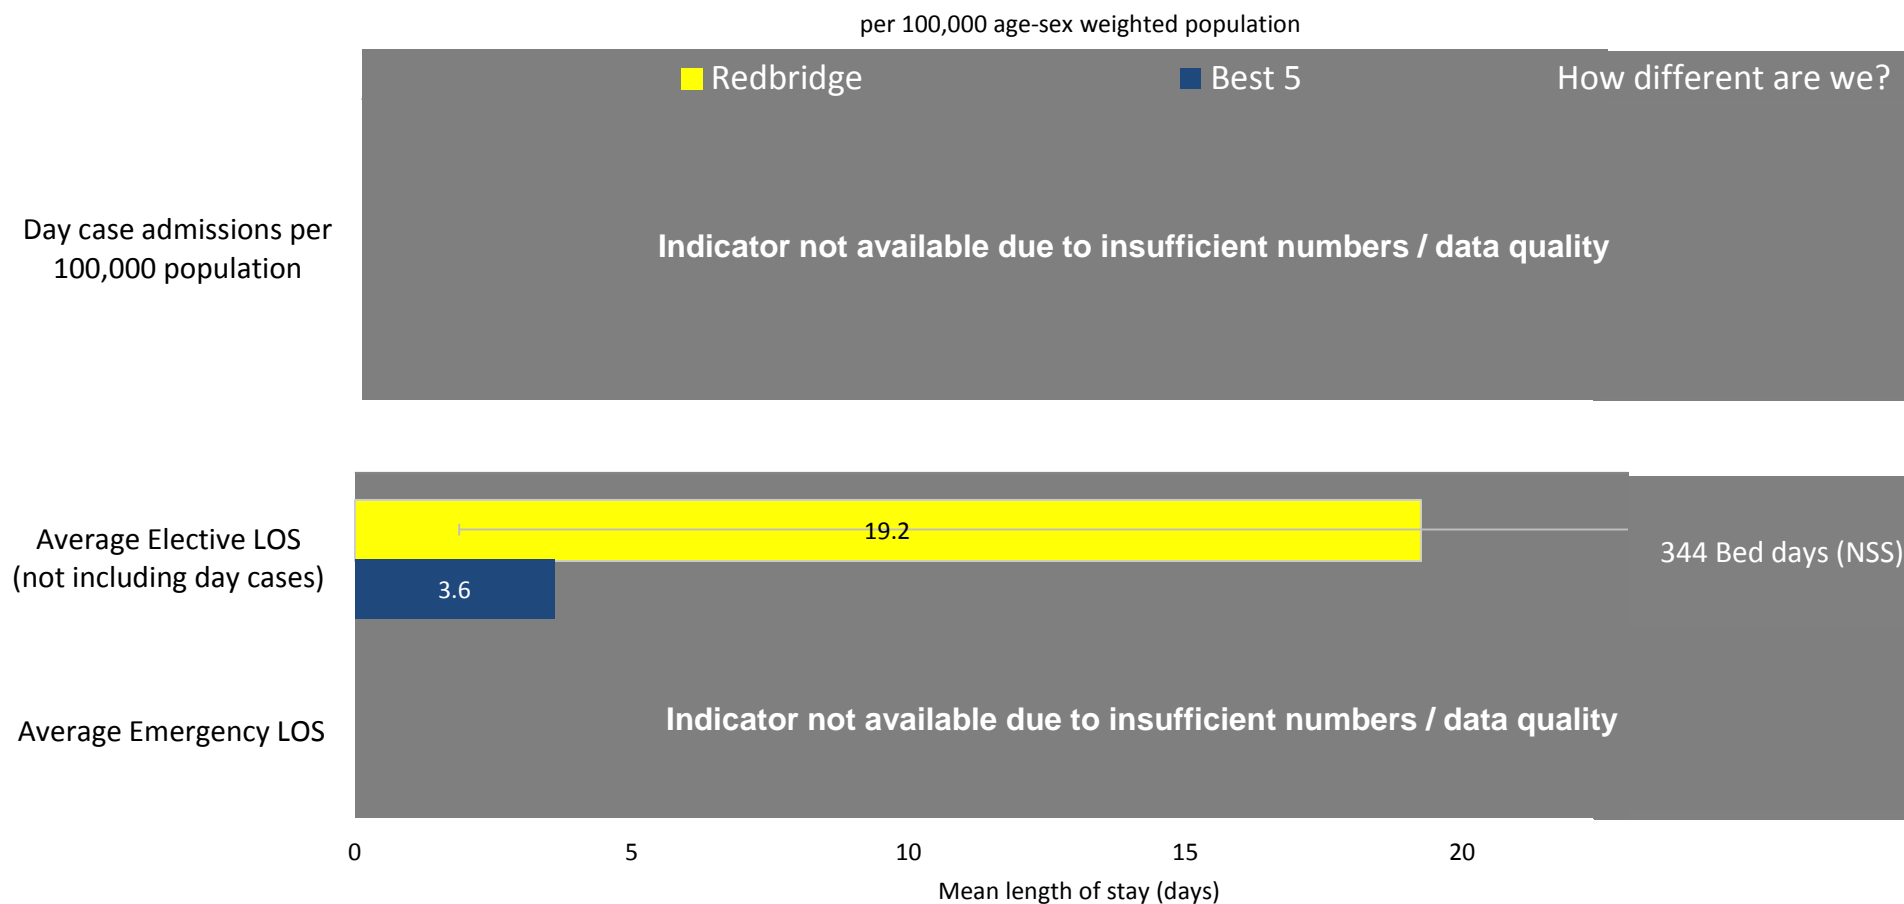 per 100,000 age-sex weighted population
Redbridge
Best 5
How different are we?
Day case admissions per
100,000 population
Indicator not available due to insufficient numbers / data quality
Average Elective LOS
(not including day cases)
19.2
3.6
344 Bed days (NSS)
Average Emergency LOS
Indicator not available due to insufficient numbers / data quality
0 5 10 15 20
Mean length of stay (days)